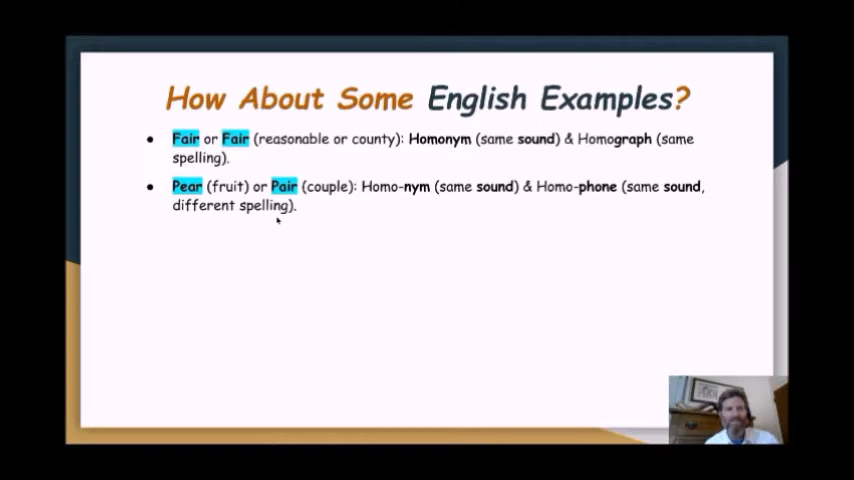 How About Some English Examples?
● Fair or Fair (reasonable or county): Homonym (same sound) & Homograph (same
spelling).
● Pear (fruit) or Pair (couple): Homo-nym (same sound) & Homo-phone (same sound,
different spelling).